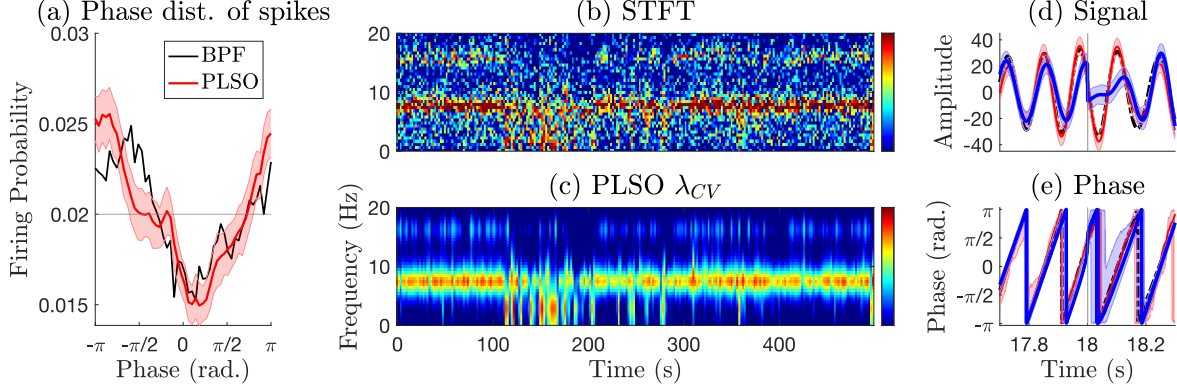 (a) Phase dist. of spikes
0.03
0.025
0.02
0.015
Firing Probability
BPF
PLSO
-π -π/2 0 π/2 π
Phase (rad.)
(b) STFT
20
10
0
(c) PLSO λCV
20
10
0
Frequency (Hz)
0 100 200 300 400
Time (s)
(d) Signal
40
20
0
-20
-40
Amplitude
(e) Phase
π
π/2
0
-π/2
-π
Phase (rad.)
17.8 18 18.2
Time (s)